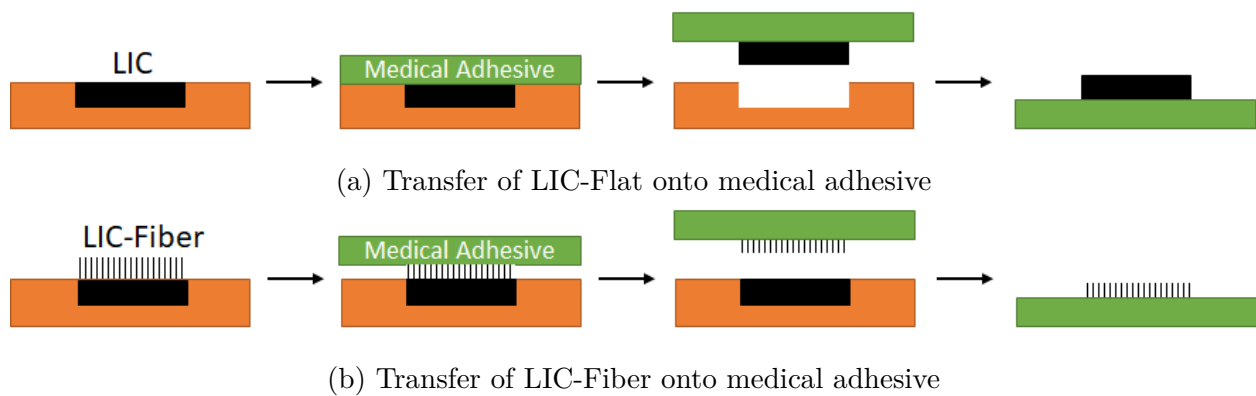 LIC
Medical Adhesive
(a) Transfer of LIC-Flat onto medical adhesive
LIC-Fiber
Medical Adhesive
(b) Transfer of LIC-Fiber onto medical adhesive